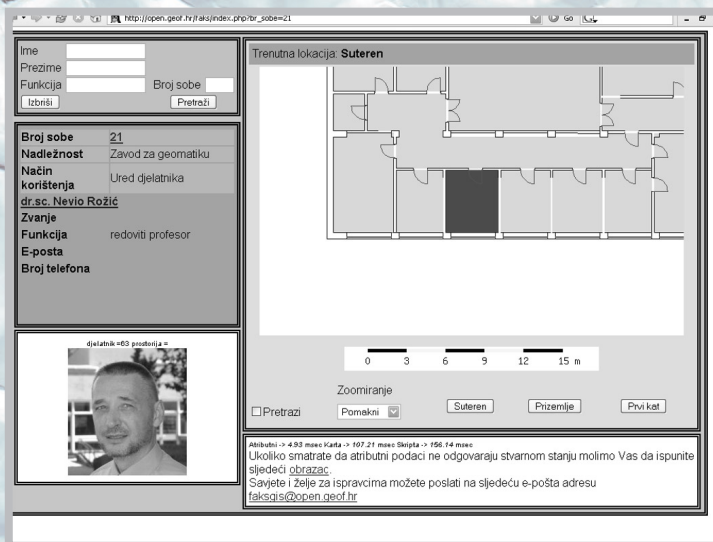 http://open.geof.hr/faks/index.php?br_sobe=21
Go
Ime
Prezime
Funkcija
Broj sobe
Izbriši
Pretraži
Broj sobe 21
Nadležnost Zavod za geomatiku
Način korištenja Ured djelatnika
dr.sc. Nevio Rožić
Zvanje
Funkcija redoviti profesor
E-posta
Broj telefona
djelatnik =63 prostorija =
Trenutna lokacija: Suteren
0 3 6 9 12 15 m
Zoomiranje
Pretrazi
Pomakni
Suteren
Prizemlje
Prvi kat
Atributni -> 4.93 msec Karta -> 107.21 msec Skripta -> 156.14 msec
Ukoliko smatrate da atributni podaci ne odgovaraju stvarnom stanju molimo Vas da ispunite
sljedeći obrazac.
Savjete i želje za ispravcima možete poslati na sljedeću e-pošta adresu
faksgis@open.geof.hr